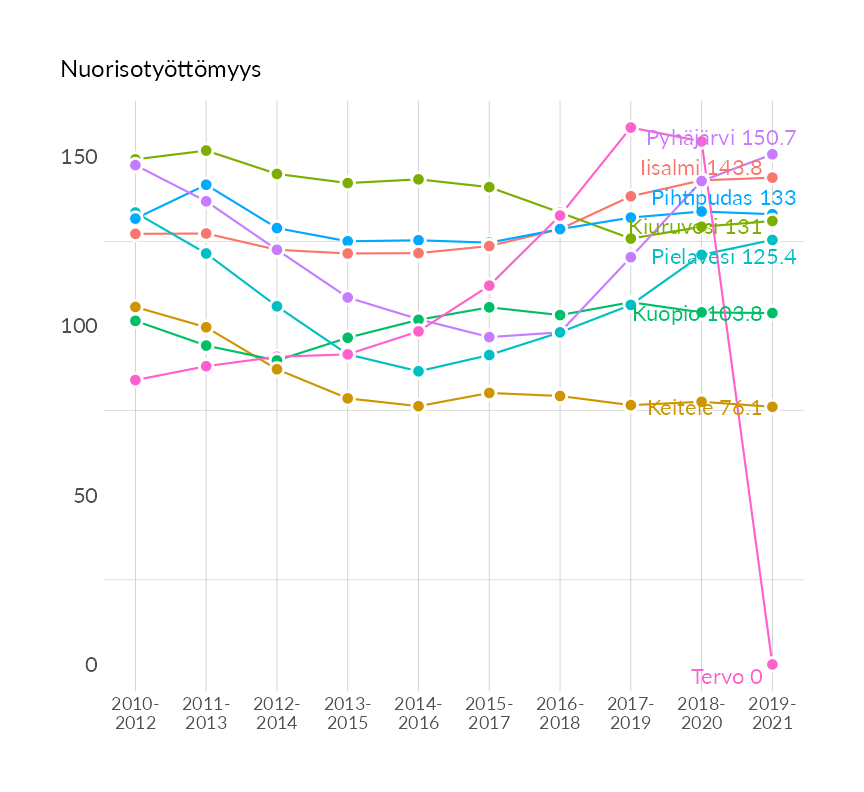 Nuorisotyöttömyys
150
100
50
0
Pyhäjärvi 150.7
Iisalmi 143.8
Pihtipudas 133
Kiuruvesi 131
Pielavesi 125.4
Kuopio 103.8
Keitele 76.1
Tervo 0
2010-
2012
2011-
2013
2012-
2014
2013-
2015
2014-
2016
2015-
2017
2016-
2018
2017-
2019
2018-
2020
2019-
2021